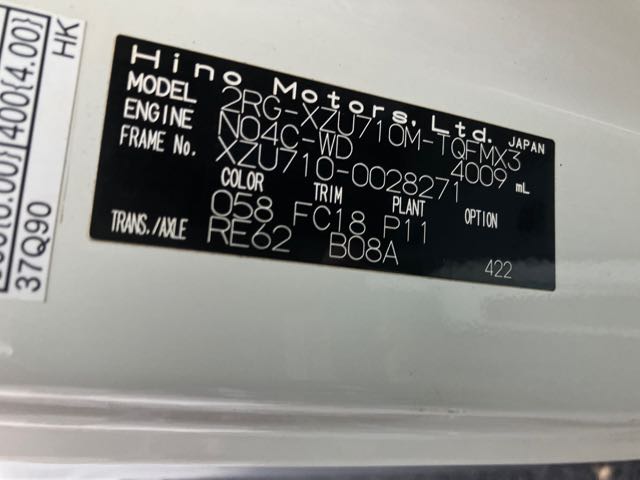 Hino Motors, Ltd. JAPAN
MODEL 2RG-XZU710M-TQFMX3
ENGINE N04C-WD 4009 mL
FRAME No. XZU710-0028271
COLOR TRIM PLANT OPTION
058 FC18 P11
TRANS./AXLE RE62 B08A 422
400{4.00}
HK
37Q90